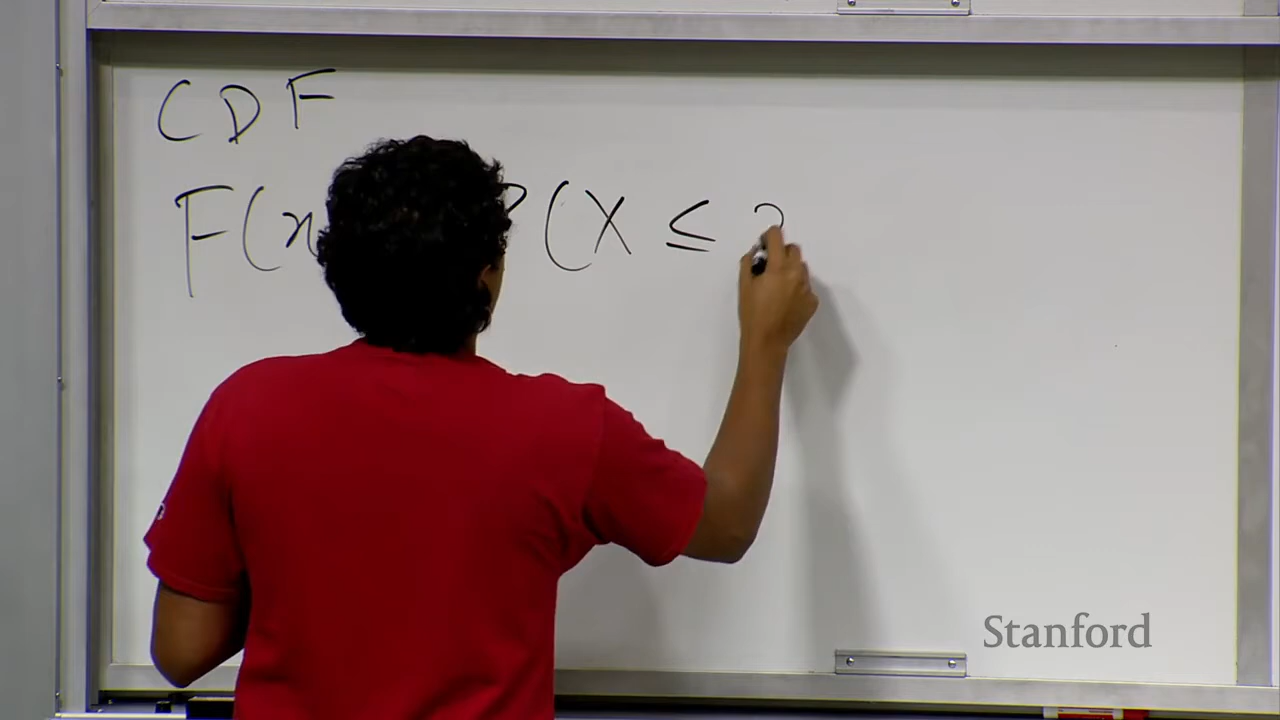 CDF
F(x P(X ≤
Stanford